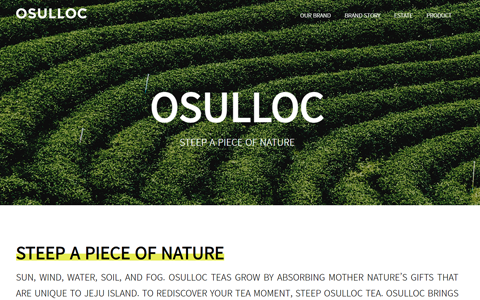 OSULLOC
OUR BRAND BRAND STORY ESTATE PRODUCT
OSULLOC
STEEP A PIECE OF NATURE
STEEP A PIECE OF NATURE
SUN, WIND, WATER, SOIL, AND FOG. OSULLOC TEAS GROW BY ABSORBING MOTHER NATURE'S GIFTS THAT
ARE UNIQUE TO JEJU ISLAND. TO REDISCOVER YOUR TEA MOMENT, STEEP OSULLOC TEA. OSULLOC BRINGS